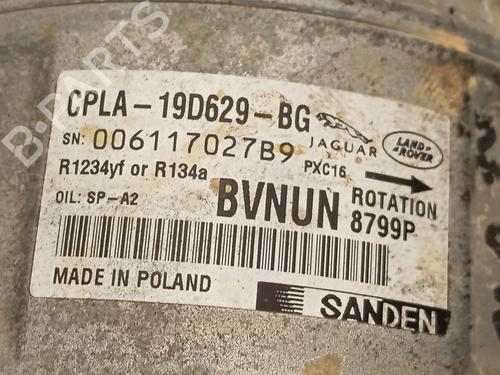 CPLA-19D629-BG
JAGUAR
LAND-ROVER
SN: 006117027B9
PXC16
R1234yf or R134a
ROTATION
OIL: SP-A2
BVNUN
8799P
MADE IN POLAND
SANDEN
B-PARTS